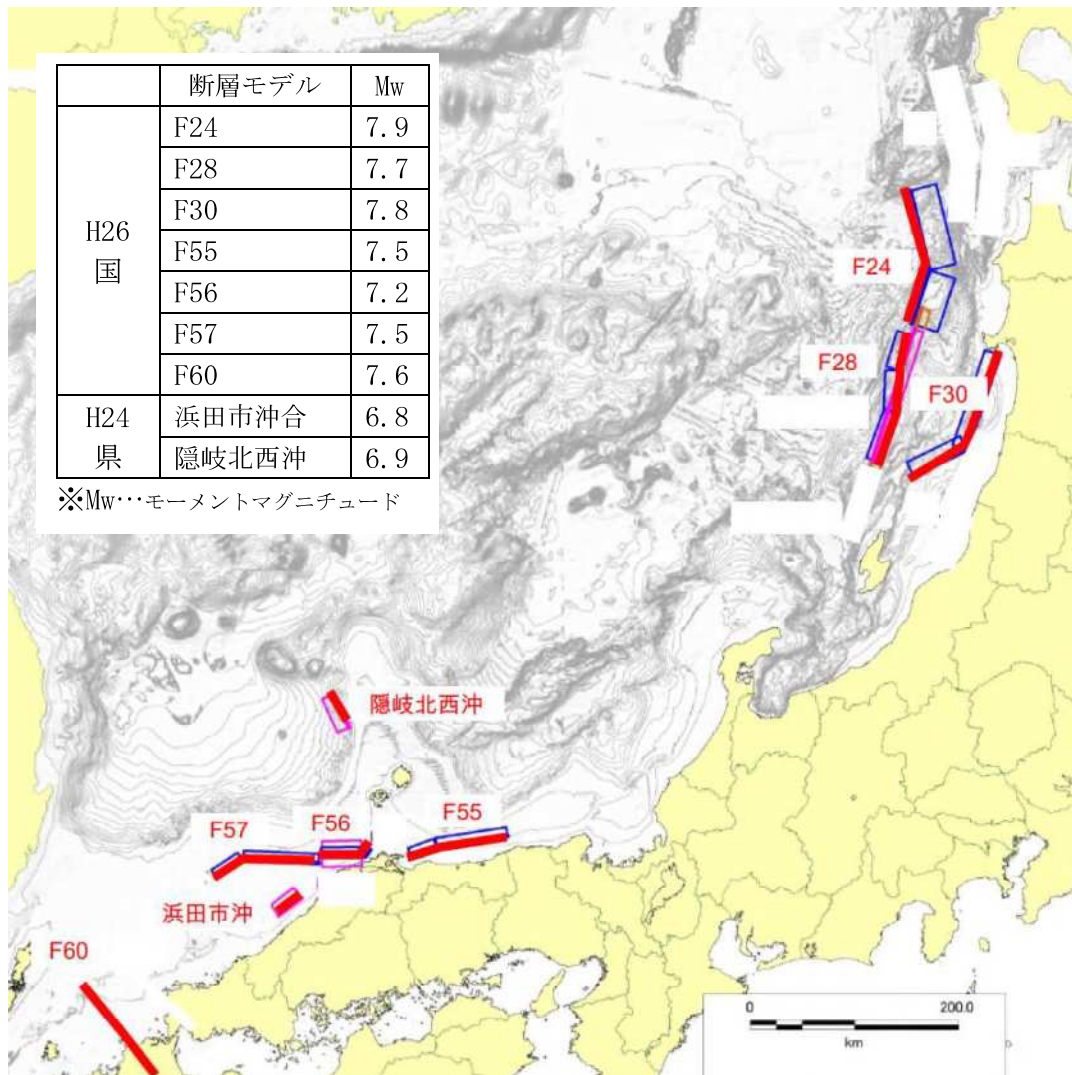 断層モデル Mw
H26 国
F24 7.9
F28 7.7
F30 7.8
F55 7.5
F56 7.2
F57 7.5
F60 7.6
H24 県
浜田市沖合 6.8
隠岐北西沖 6.9
※Mw…モーメントマグニチュード
F24
F28
F30
隠岐北西沖
F55
F56
F57
浜田市沖
F60
0 200.0
km